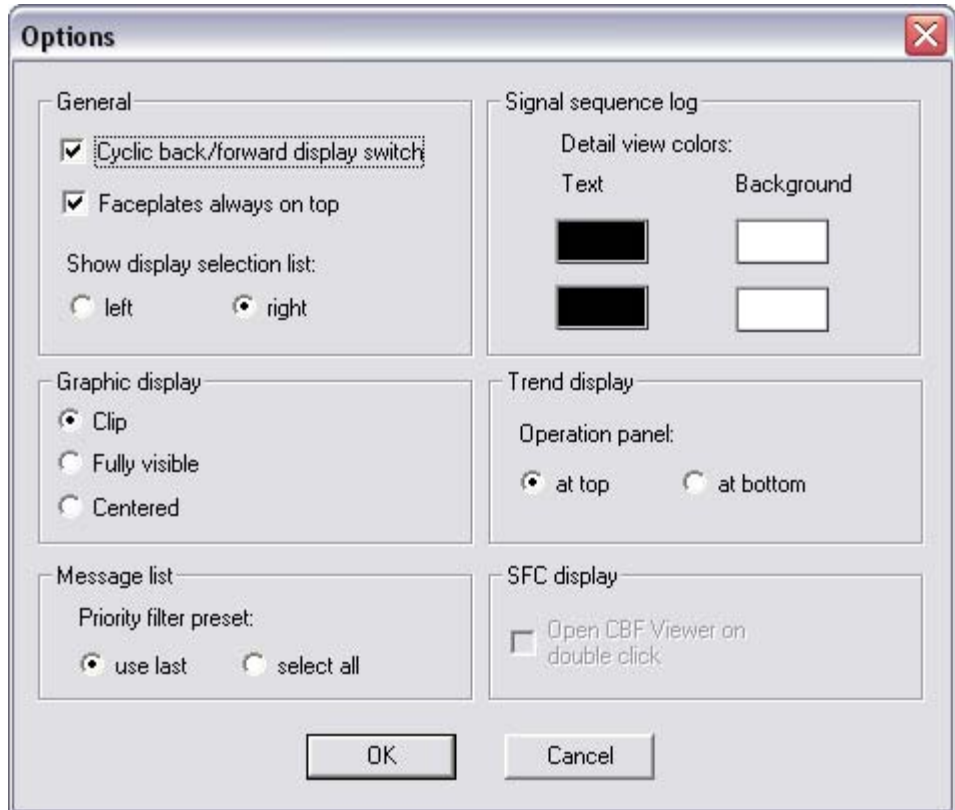 Options
General
Cyclic back/forward display switch
Faceplates always on top
Show display selection list:
left right
Signal sequence log
Detail view colors:
Text Background
Graphic display
Clip
Fully visible
Centered
Trend display
Operation panel:
at top at bottom
Message list
Priority filter preset:
use last select all
SFC display
Open CBF Viewer on
double click
OK Cancel